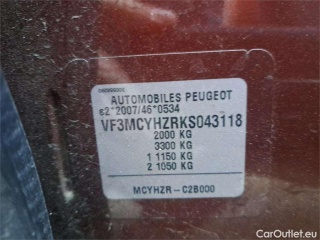 AUTOMOBILES PEUGEOT
e2*2007/46*0534
VF3MCYHZRKS043118
2000 KG
3300 KG
1 1150 KG
2 1050 KG
MCYHZR-C2B000
CarOutlet.eu